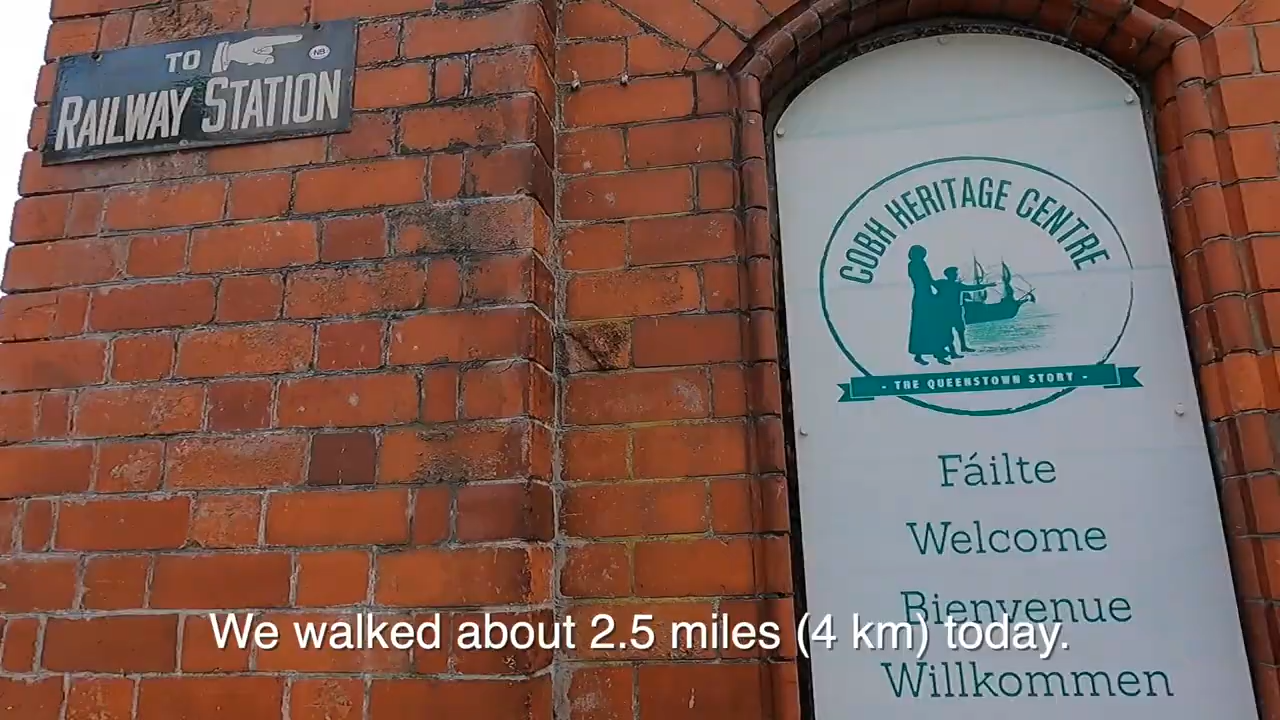 TO
NB
RAILWAY STATION
COBH HERITAGE CENTRE
- THE QUEENSTOWN STORY -
Fáilte
Welcome
Bienvenue
We walked about 2.5 miles (4 km) today.
Willkommen